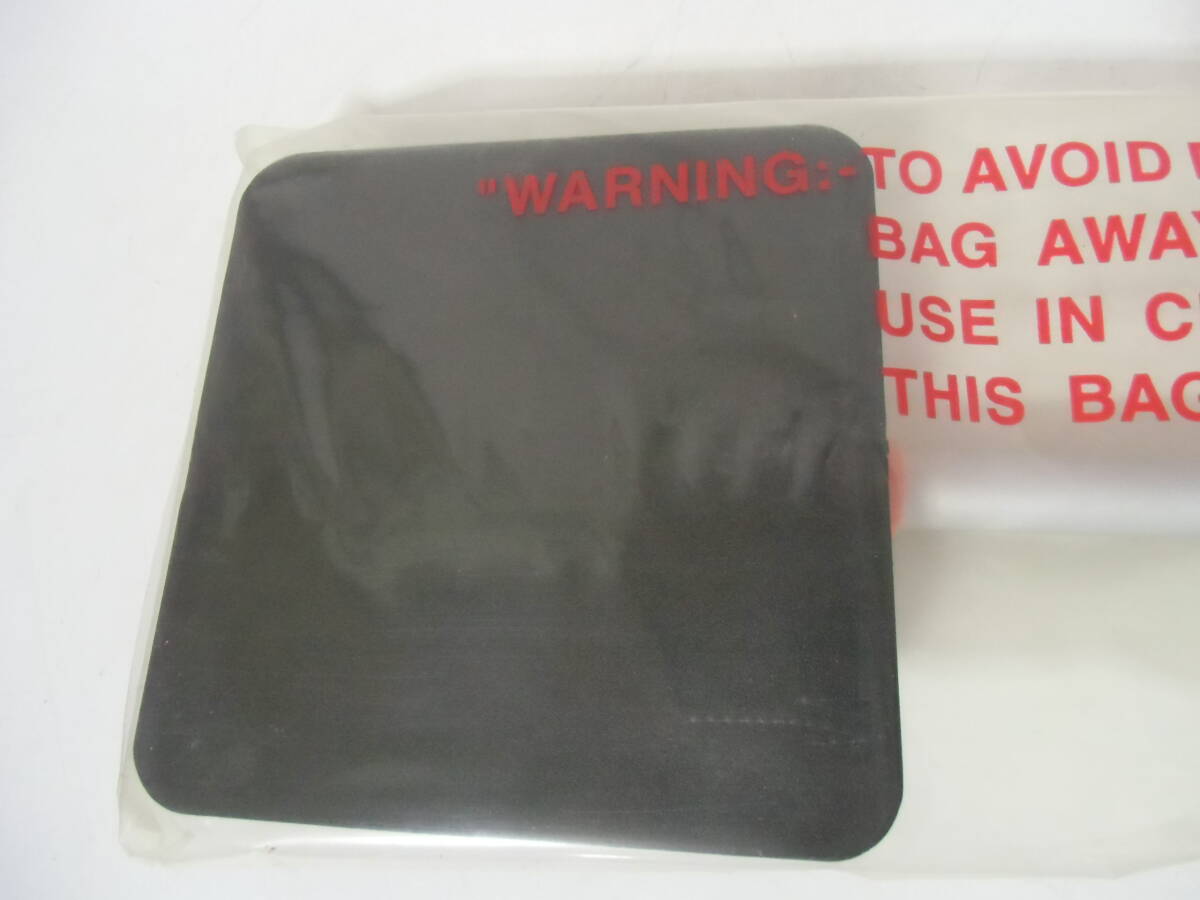 "WARNING:-TO AVOID
BAG AWAY
USE IN
THIS BAG